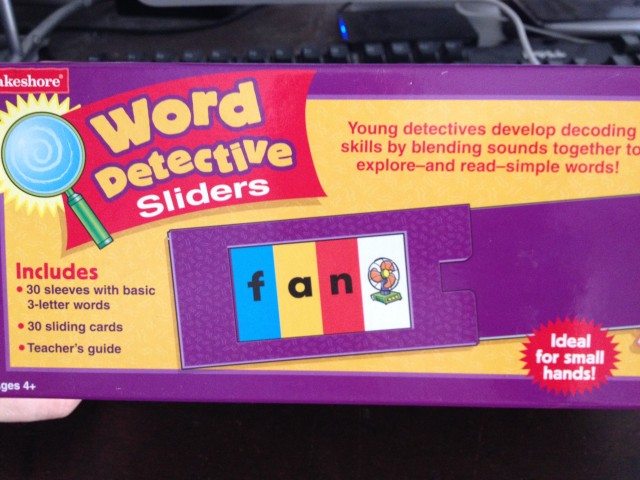 akeshore®
Word
Detective
Sliders
Young detectives develop decoding
skills by blending sounds together to
explore–and read–simple words!
Includes
• 30 sleeves with basic
3-letter words
• 30 sliding cards
• Teacher's guide
fan
Ideal
for small
hands!
ges 4+